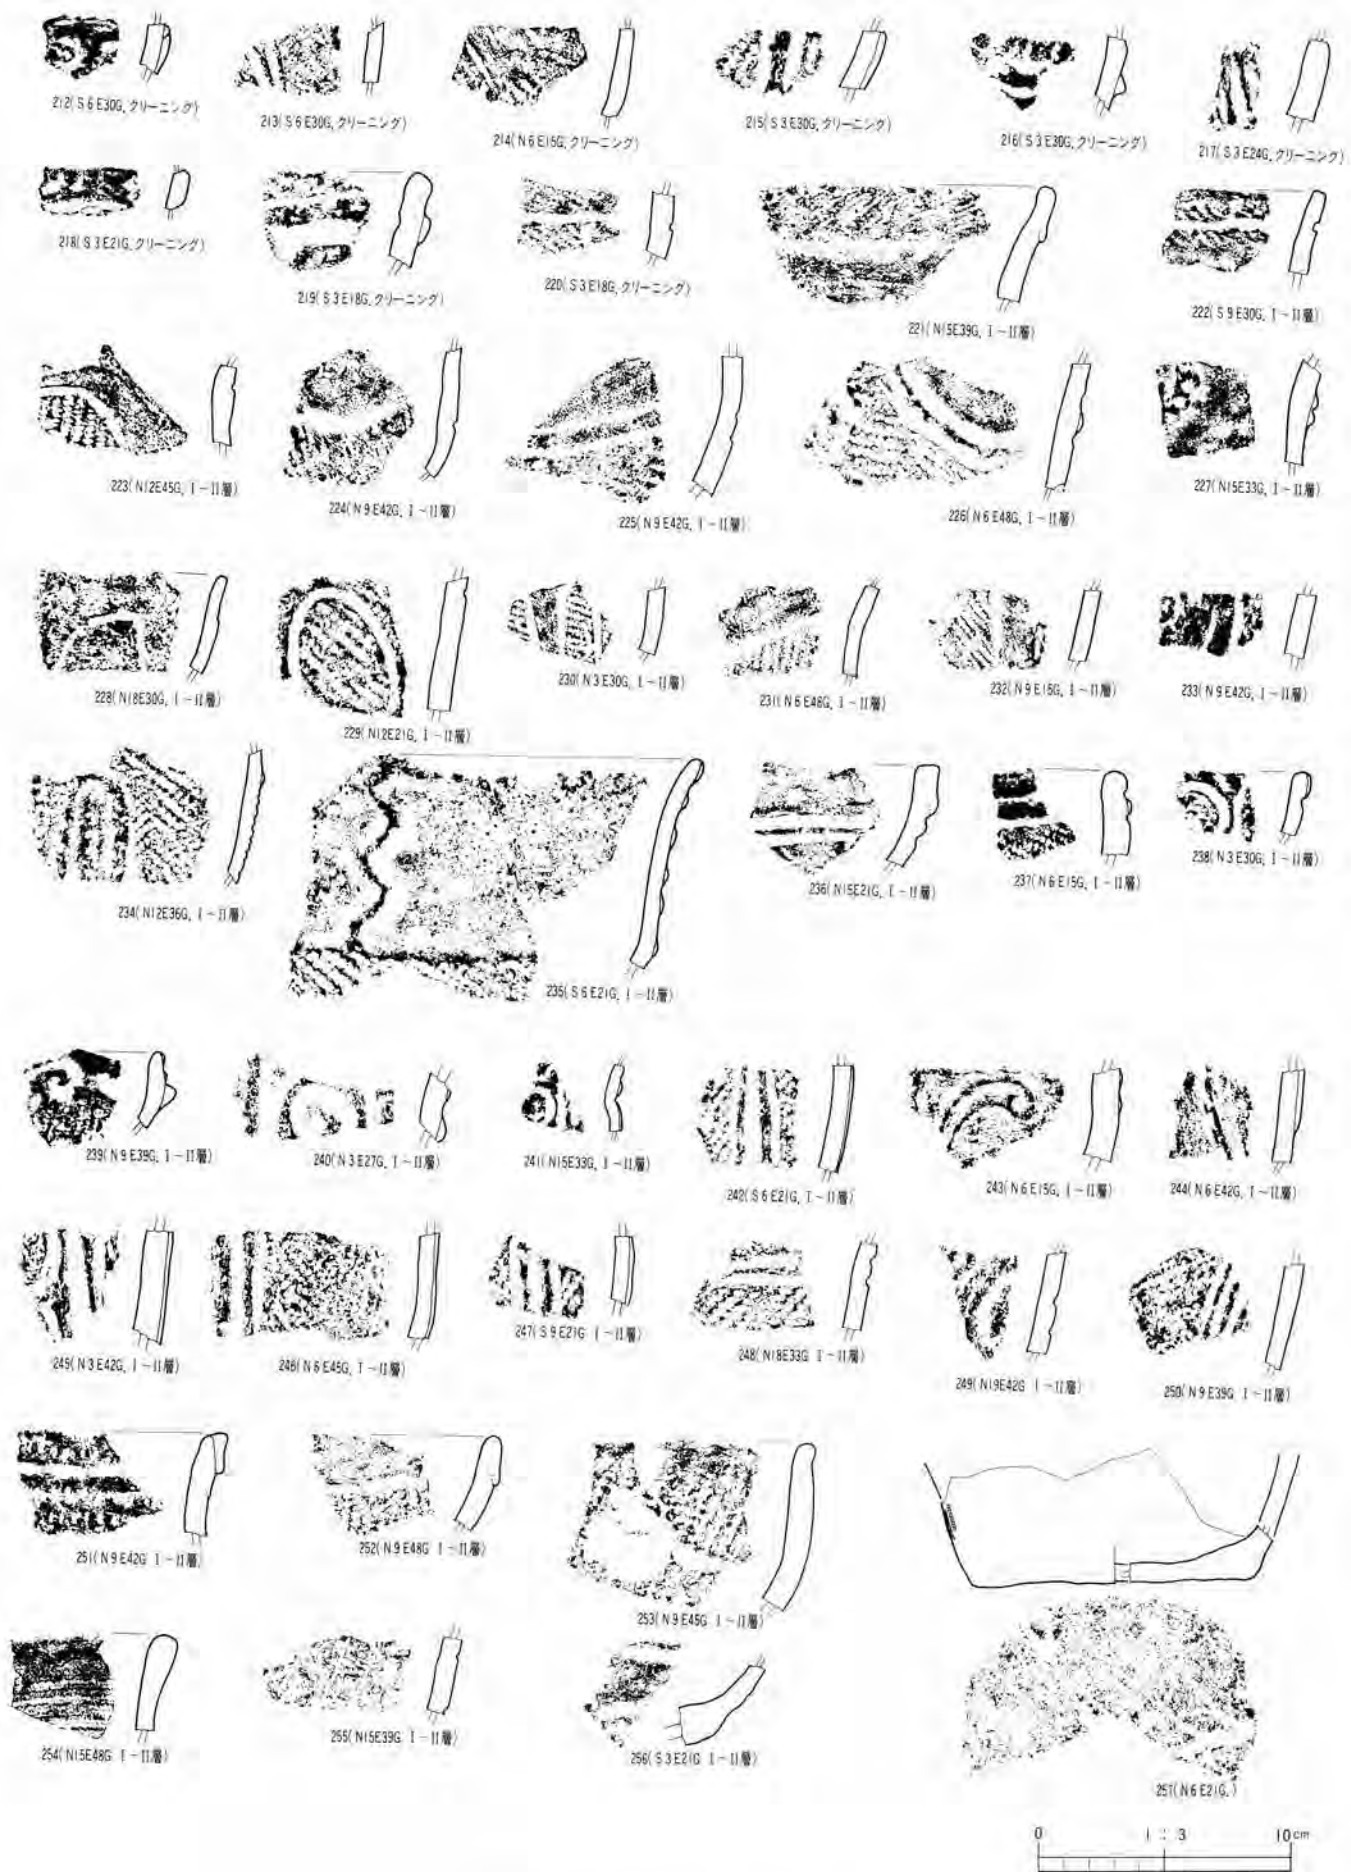 212(S6E30G,クリーニング)
213(S6E30G,クリーニング)
214(N6E15G,クリーニング)
215(S3E30G,クリーニング)
216(S3E30G,クリーニング)
217(S3E24G,クリーニング)
218(S3E21G,クリーニング)
219(S3E18G,クリーニング)
220(S3E18G,クリーニング)
221(N15E39G, I~II層)
222(S9E30G, I~II層)
223(N12E45G, I~II層)
224(N9E42G, I~II層)
225(N9E42G, I~II層)
226(N6E48G, I~II層)
227(N15E33G, I~II層)
228(N18E30G, I~II層)
229(N12E21G, I~II層)
230(N3E30G, I~II層)
231(N6E48G, I~II層)
232(N9E15G, I~II層)
233(N9E42G, I~II層)
234(N12E36G, I~II層)
235(S6E21G, I~II層)
236(N15E21G, I~II層)
237(N6E15G, I~II層)
238(N3E30G, I~II層)
239(N9E39G, I~II層)
240(N3E27G, I~II層)
241(N15E33G, I~II層)
242(S6E21G, I~II層)
243(N6E15G, I~II層)
244(N6E42G, I~II層)
245(N3E42G, I~II層)
246(N6E45G, I~II層)
247(S9E21G I~II層)
248(N18E33G I~II層)
249(N19E42G I~II層)
250(N9E39G I~II層)
251(N9E42G I~II層)
252(N9E48G I~II層)
253(N9E45G I~II層)
254(N15E48G I~II層)
255(N15E39G I~II層)
256(S3E21G I~II層)
257(N6E21G,)
0 1:3 10cm